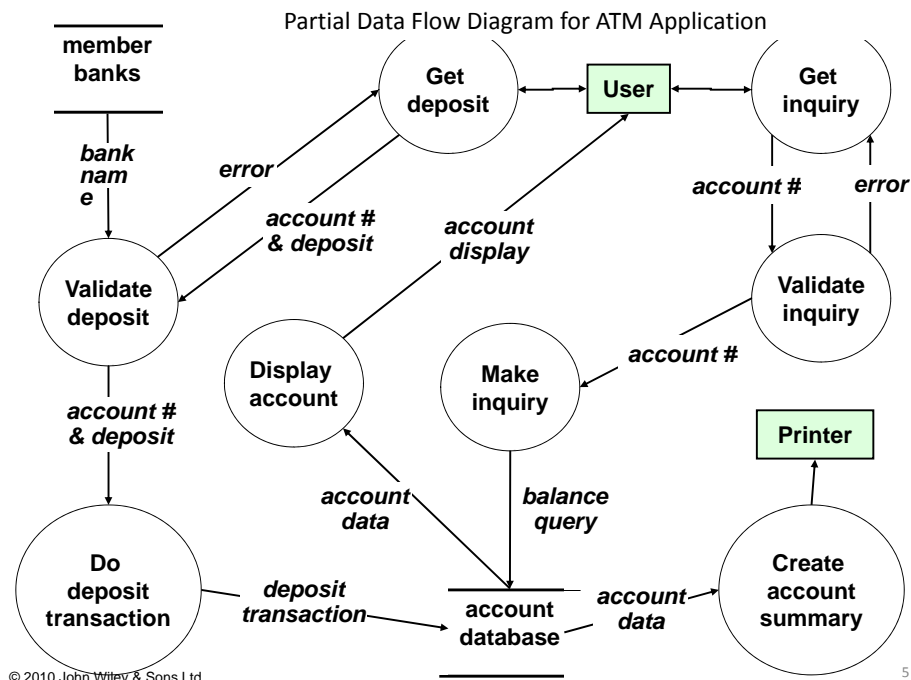 Partial Data Flow Diagram for ATM Application
member
banks
Get
deposit
User
Get
inquiry
bank
nam
e
error
account #
& deposit
account
display
account #
error
Validate
deposit
Validate
inquiry
Display
account
Make
inquiry
account #
account #
& deposit
Printer
account
data
balance
query
Do
deposit
transaction
deposit
transaction
account
database
account
data
Create
account
summary
© 2010 John Wiley & Sons Ltd.
5